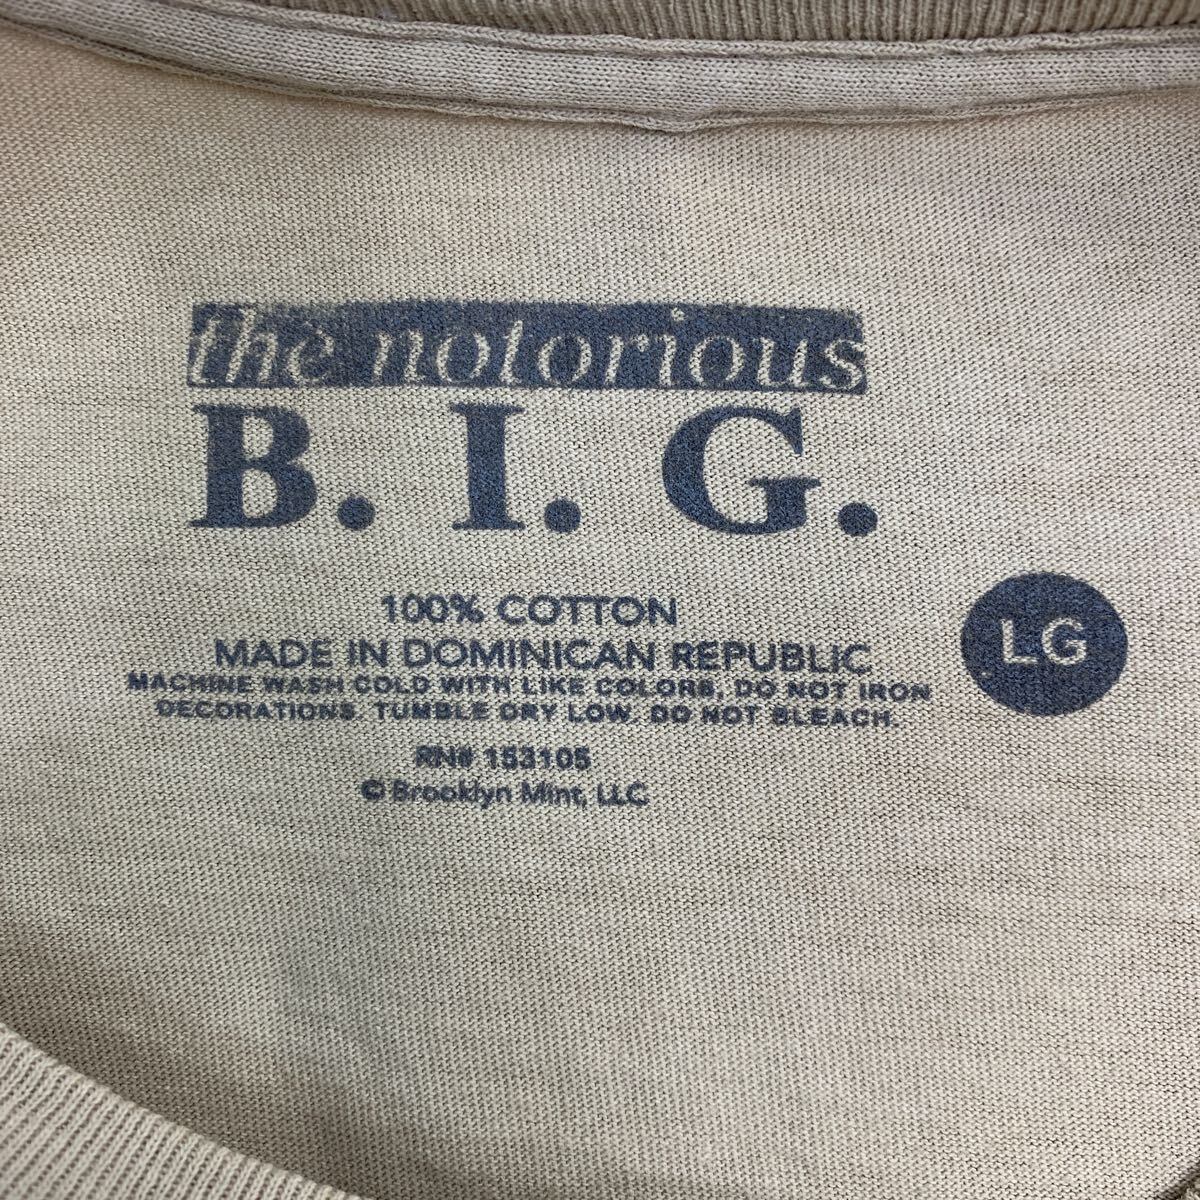 the notorious
B. I. G.
100% COTTON
MADE IN DOMINICAN REPUBLIC
MACHINE WASH COLD WITH LIKE COLORS, DO NOT IRON
DECORATIONS. TUMBLE DRY LOW. DO NOT BLEACH.
RN# 153105
© Brooklyn Mint, LLC
LG